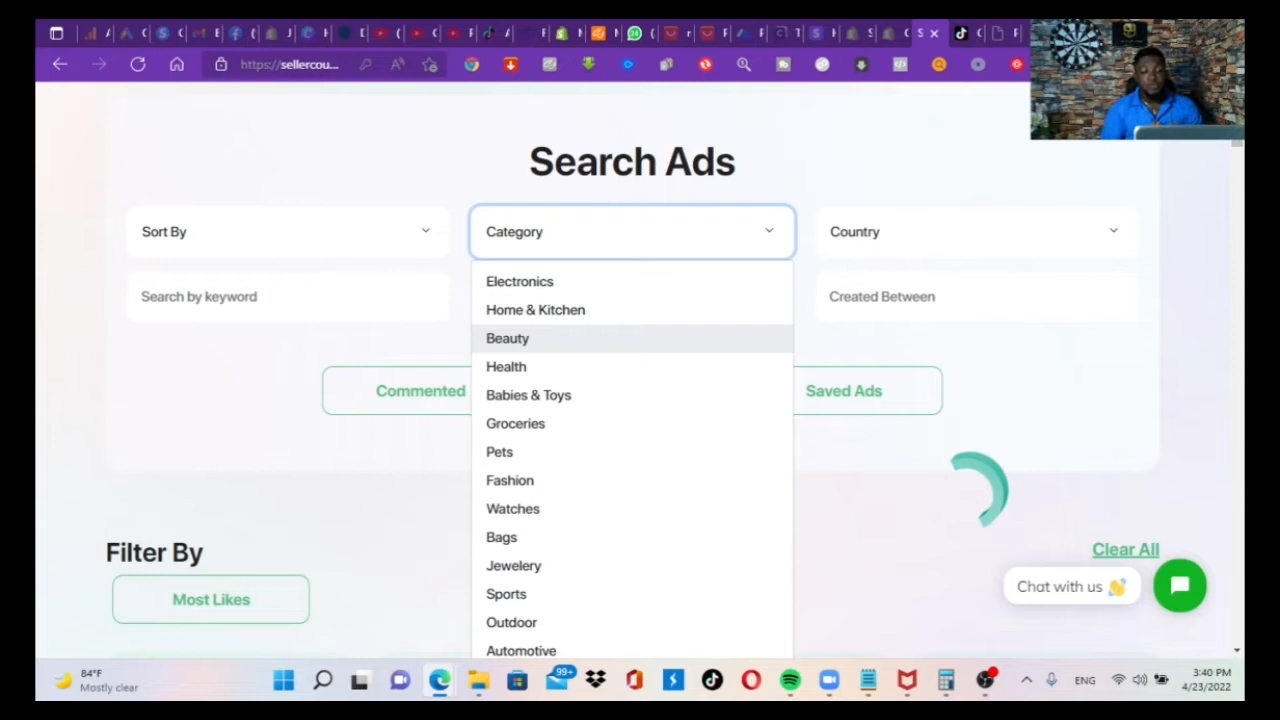 https://sellercou...
Search Ads
Sort By
Category
Country
Search by keyword
Created Between
Electronics
Home & Kitchen
Beauty
Health
Babies & Toys
Groceries
Pets
Fashion
Watches
Bags
Jewelery
Sports
Outdoor
Automotive
Commented
Saved Ads
Filter By
Clear All
Most Likes
Chat with us
84°F
Mostly clear
99+
ENG
3:40 PM
4/23/2022